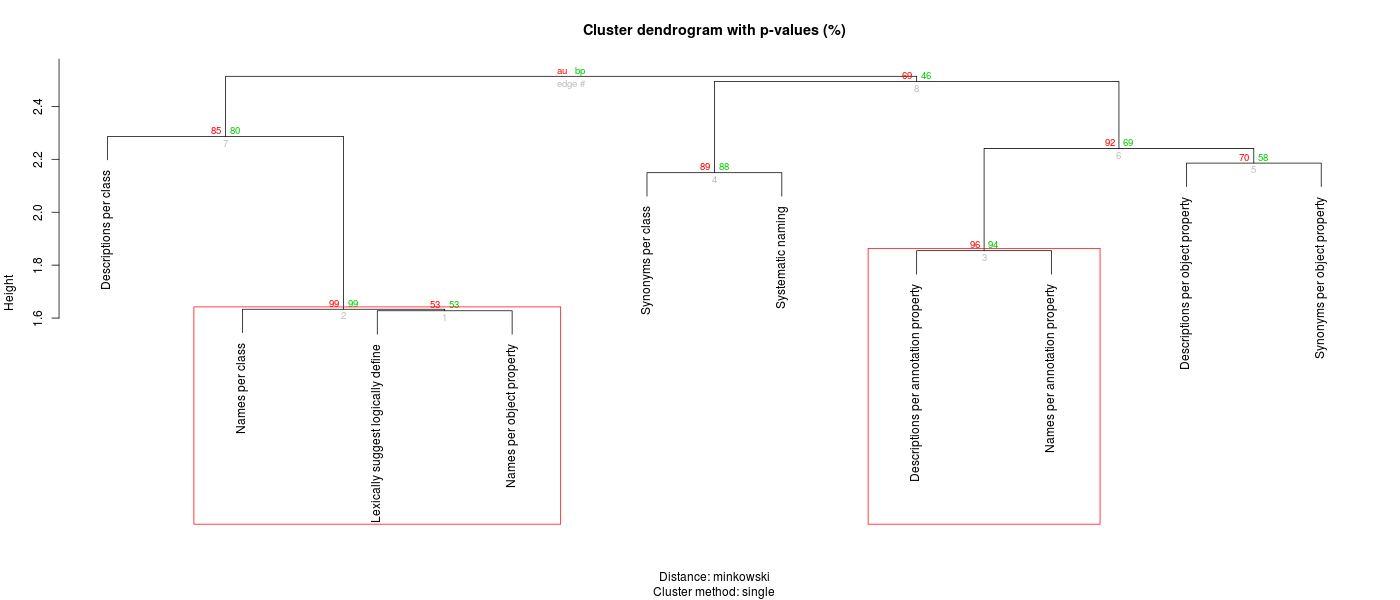 Cluster dendrogram with p-values (%)
au bp
edge #
69 46
8
85 80
7
92 69
6
70 58
5
89 88
4
96 94
3
99 99
2
53 53
1
Height
2.4
2.2
2.0
1.8
1.6
Descriptions per class
Names per class
Lexically suggest logically define
Names per object property
Synonyms per class
Systematic naming
Descriptions per annotation property
Names per annotation property
Descriptions per object property
Synonyms per object property
Distance: minkowski
Cluster method: single